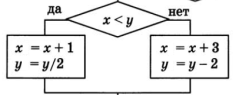 да
x < y
нет
x = x + 1
y = y/2
x = x + 3
y = y − 2